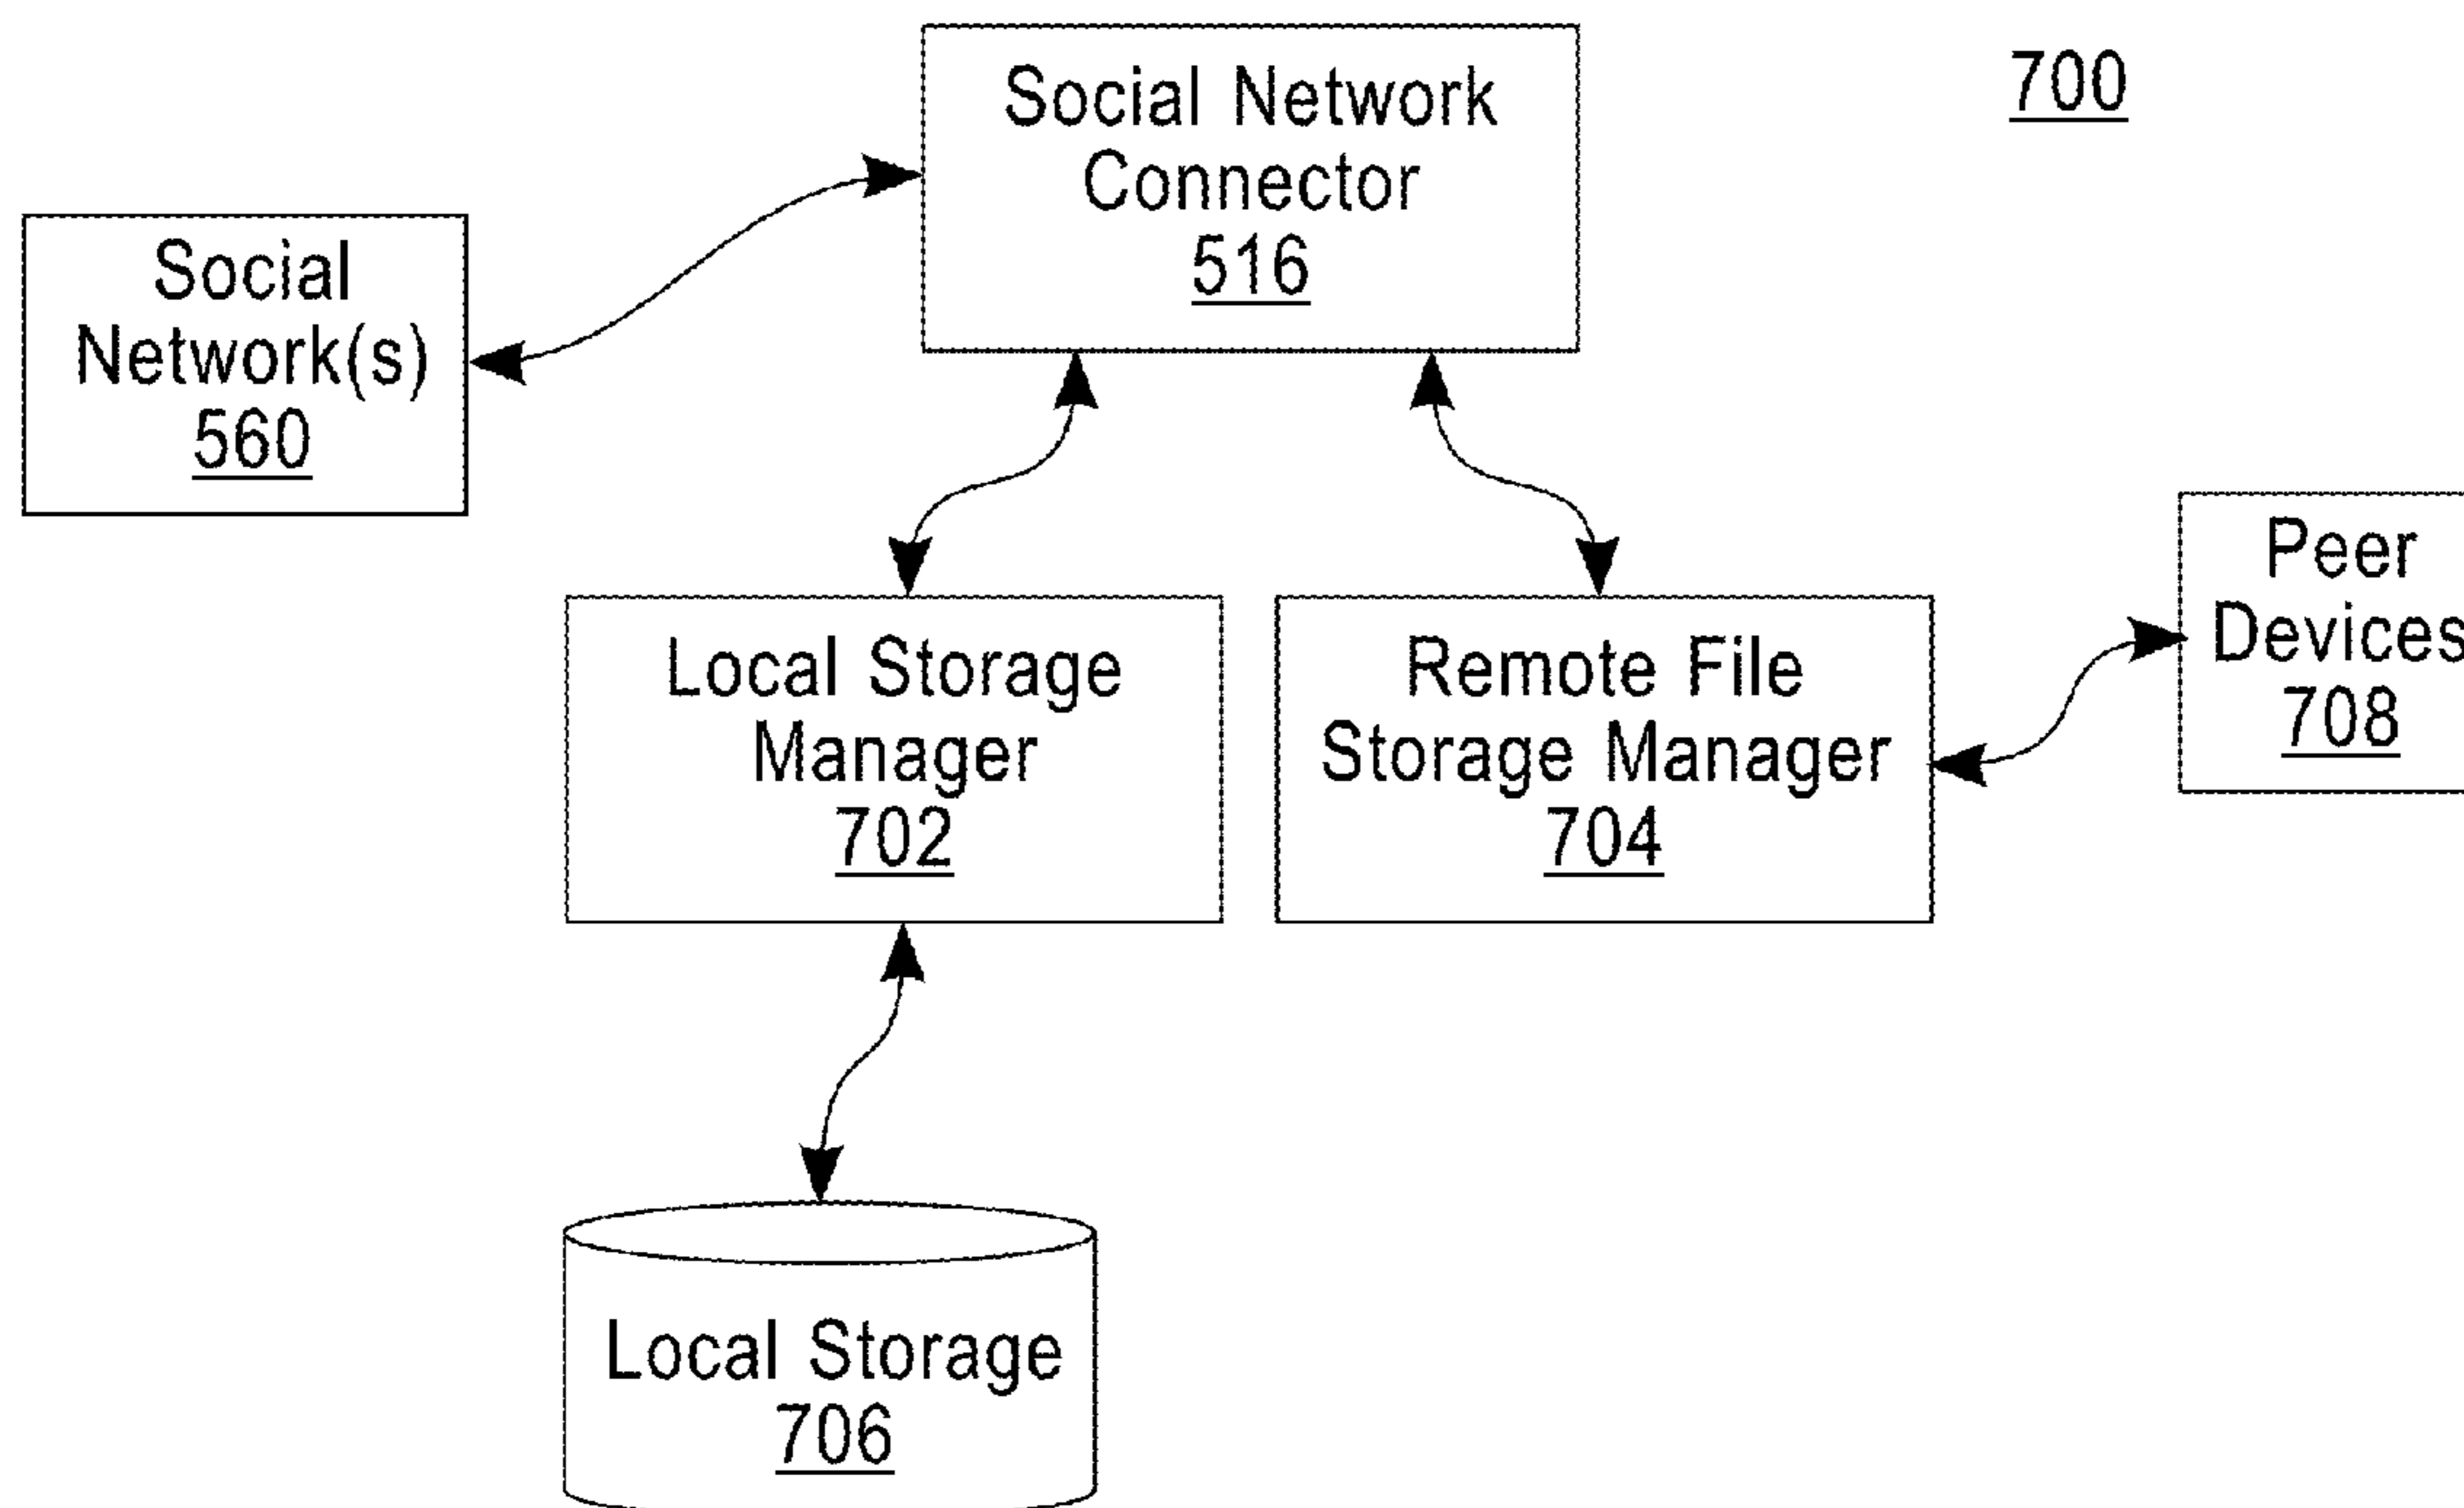 700
Social Network
Connector
516
Social
Network(s)
560
Peer
Devices
708
Local Storage
Manager
702
Remote File
Storage Manager
704
Local Storage
706